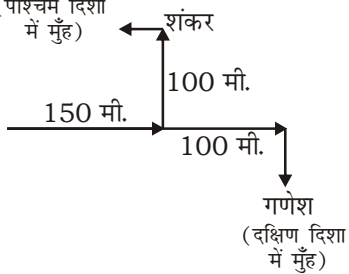 (पश्चिम दिशा
में मुँह)
शंकर
100 मी.
150 मी.
100 मी.
गणेश
(दक्षिण दिशा
में मुँह)